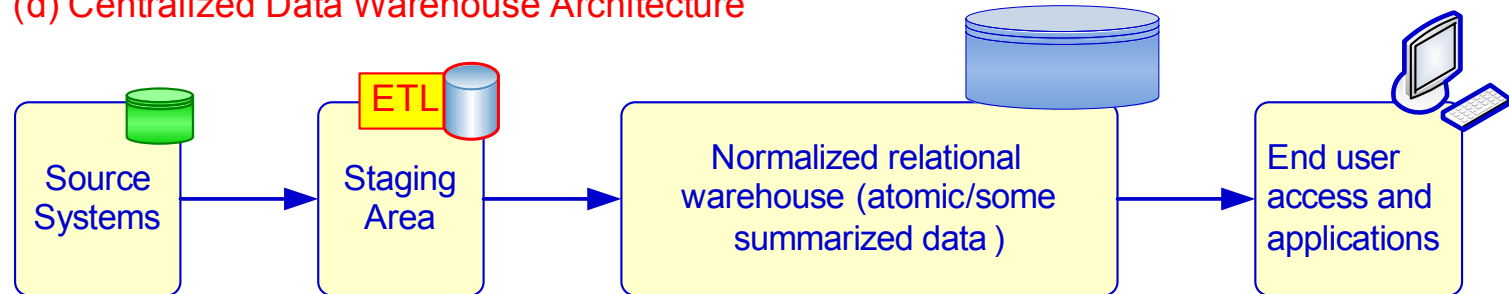 (d) Centralized Data Warehouse Architecture
ETL
Source
Systems
Staging
Area
Normalized relational
warehouse (atomic/some
summarized data )
End user
access and
applications